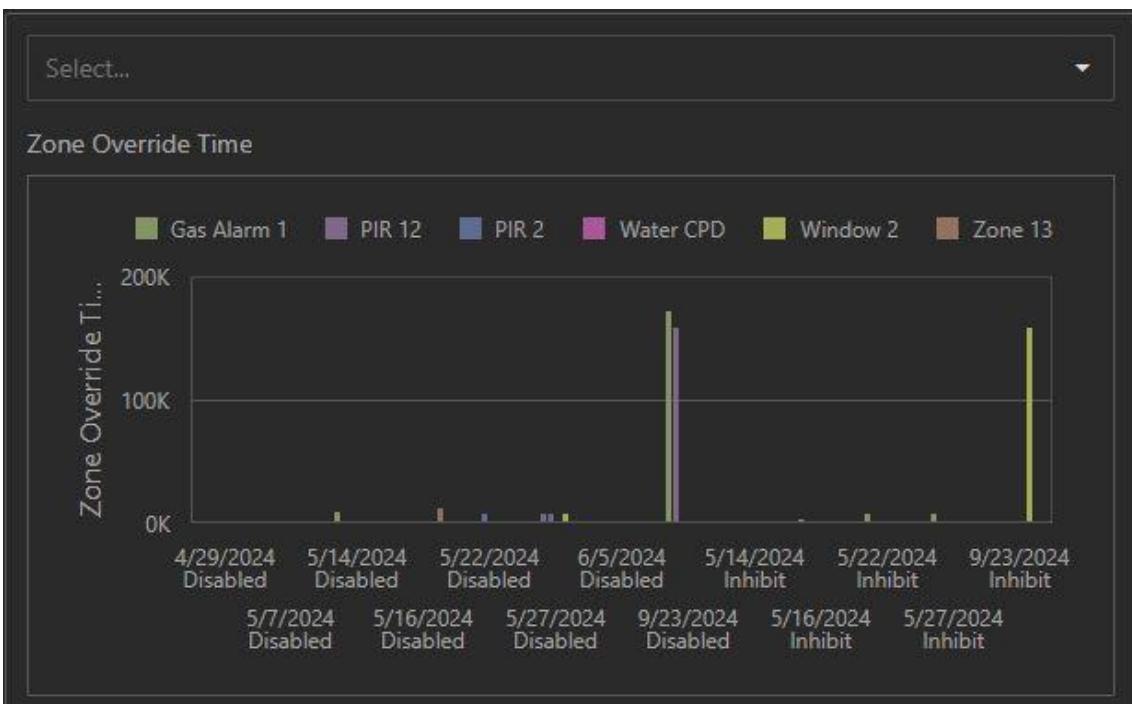 Select...
Zone Override Time
Gas Alarm 1 PIR 12 PIR 2 Water CPD Window 2 Zone 13
Zone Override Ti...
200K
100K
0K
4/29/2024 5/14/2024 5/22/2024 6/5/2024 5/14/2024 5/22/2024 9/23/2024
Disabled Disabled Disabled Disabled Inhibit Inhibit Inhibit
5/7/2024 5/16/2024 5/27/2024 9/23/2024 5/16/2024 5/27/2024
Disabled Disabled Disabled Disabled Inhibit Inhibit